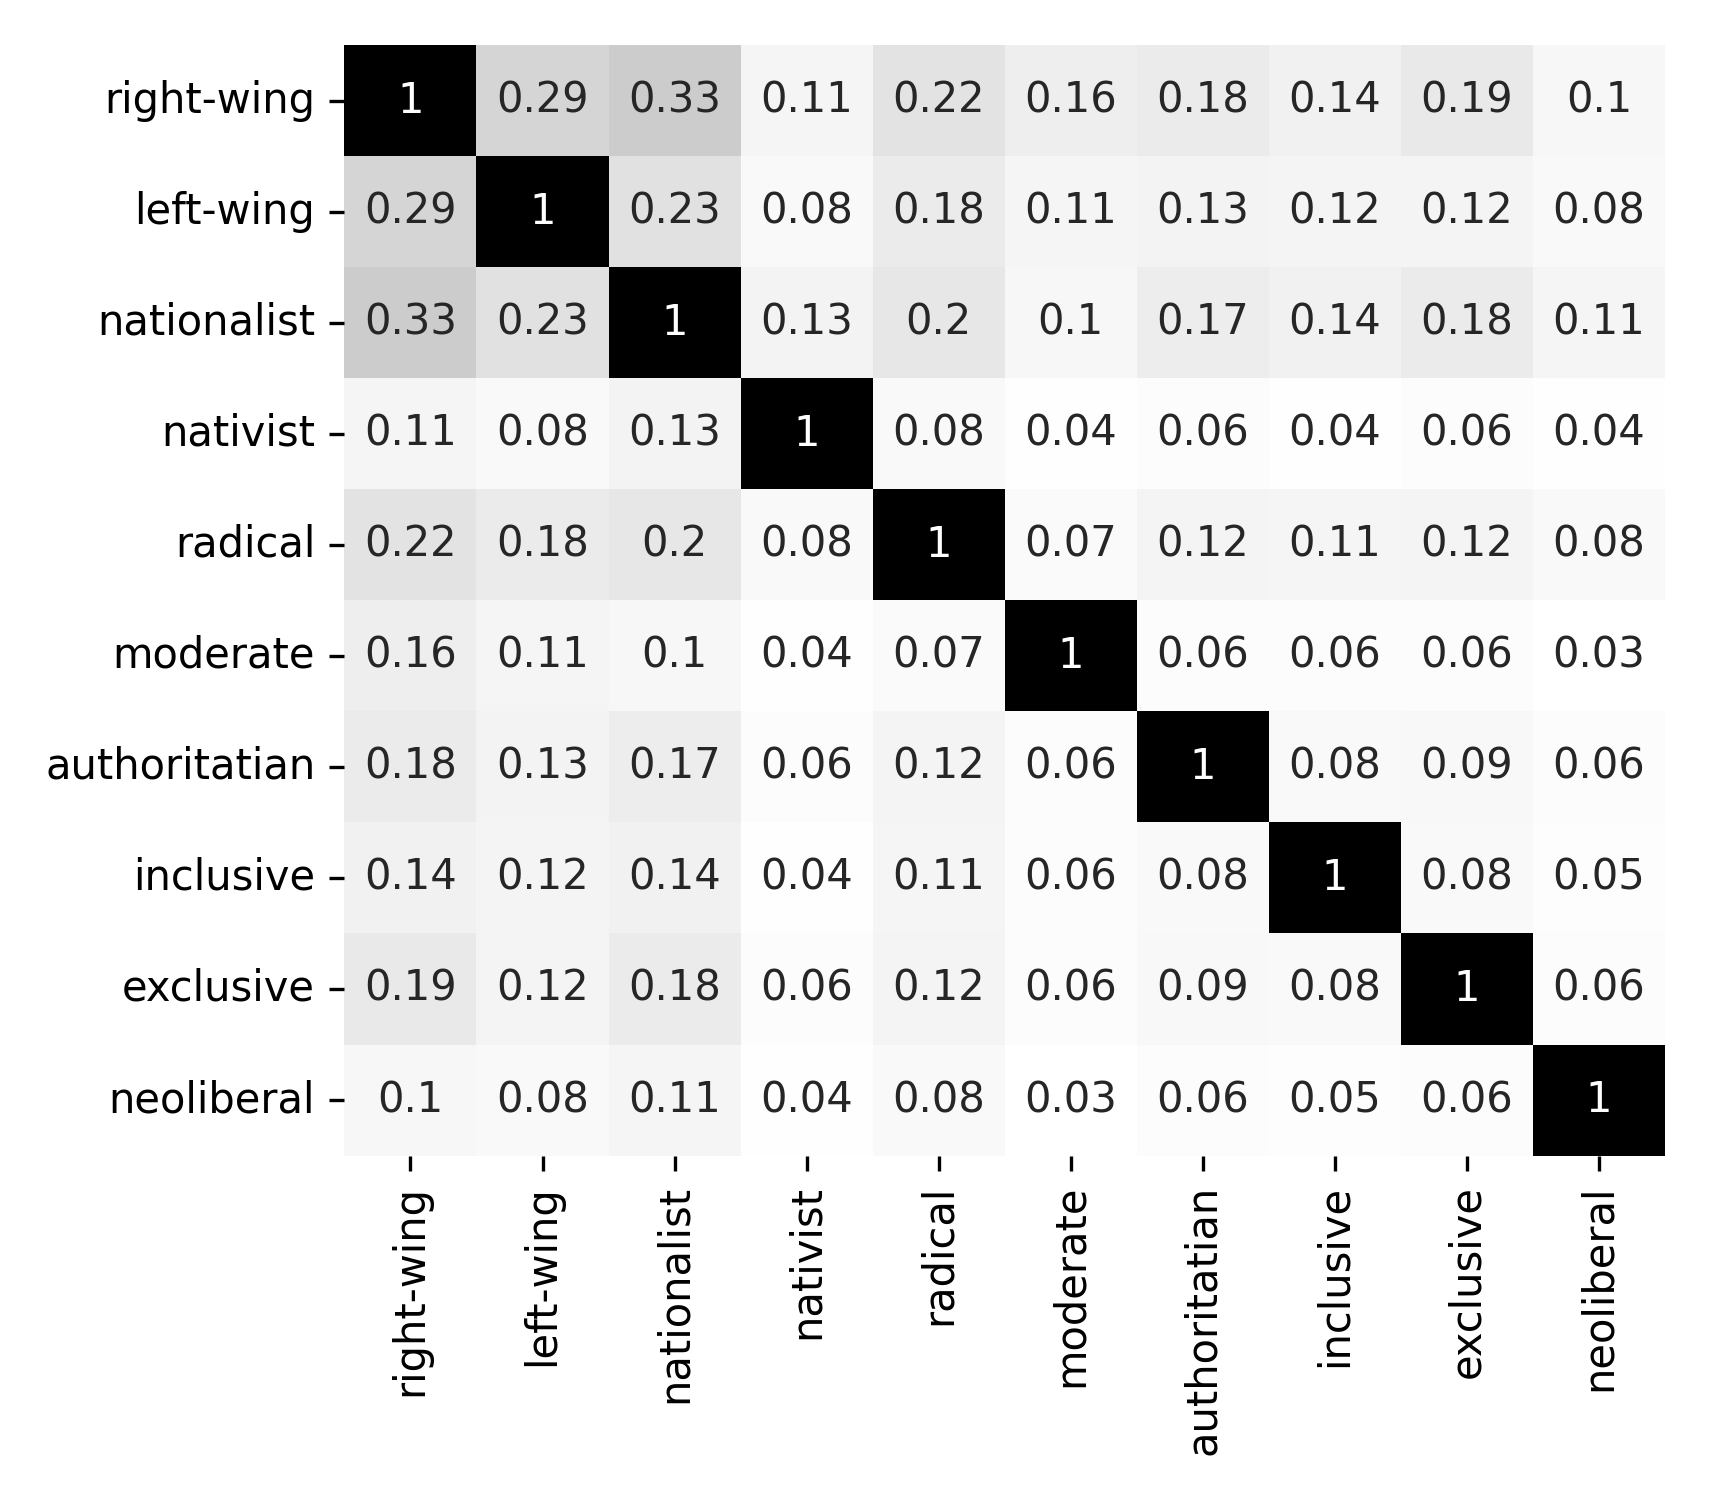 right-wing 1 0.29 0.33 0.11 0.22 0.16 0.18 0.14 0.19 0.1
left-wing 0.29 1 0.23 0.08 0.18 0.11 0.13 0.12 0.12 0.08
nationalist 0.33 0.23 1 0.13 0.2 0.1 0.17 0.14 0.18 0.11
nativist 0.11 0.08 0.13 1 0.08 0.04 0.06 0.04 0.06 0.04
radical 0.22 0.18 0.2 0.08 1 0.07 0.12 0.11 0.12 0.08
moderate 0.16 0.11 0.1 0.04 0.07 1 0.06 0.06 0.06 0.03
authoritatian 0.18 0.13 0.17 0.06 0.12 0.06 1 0.08 0.09 0.06
inclusive 0.14 0.12 0.14 0.04 0.11 0.06 0.08 1 0.08 0.05
exclusive 0.19 0.12 0.18 0.06 0.12 0.06 0.09 0.08 1 0.06
neoliberal 0.1 0.08 0.11 0.04 0.08 0.03 0.06 0.05 0.06 1
right-wing left-wing nationalist nativist radical moderate authoritatian inclusive exclusive neoliberal